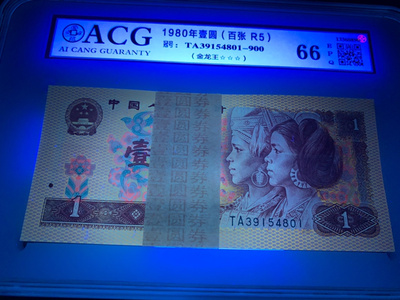 ACG
AI CANG GUARANTY
1980年壹圆（百张 R5）
号: TA39154801-900
（金龙王☆☆☆）
66
E
P
Q
中国人
壹
1
1
TA39154801
1